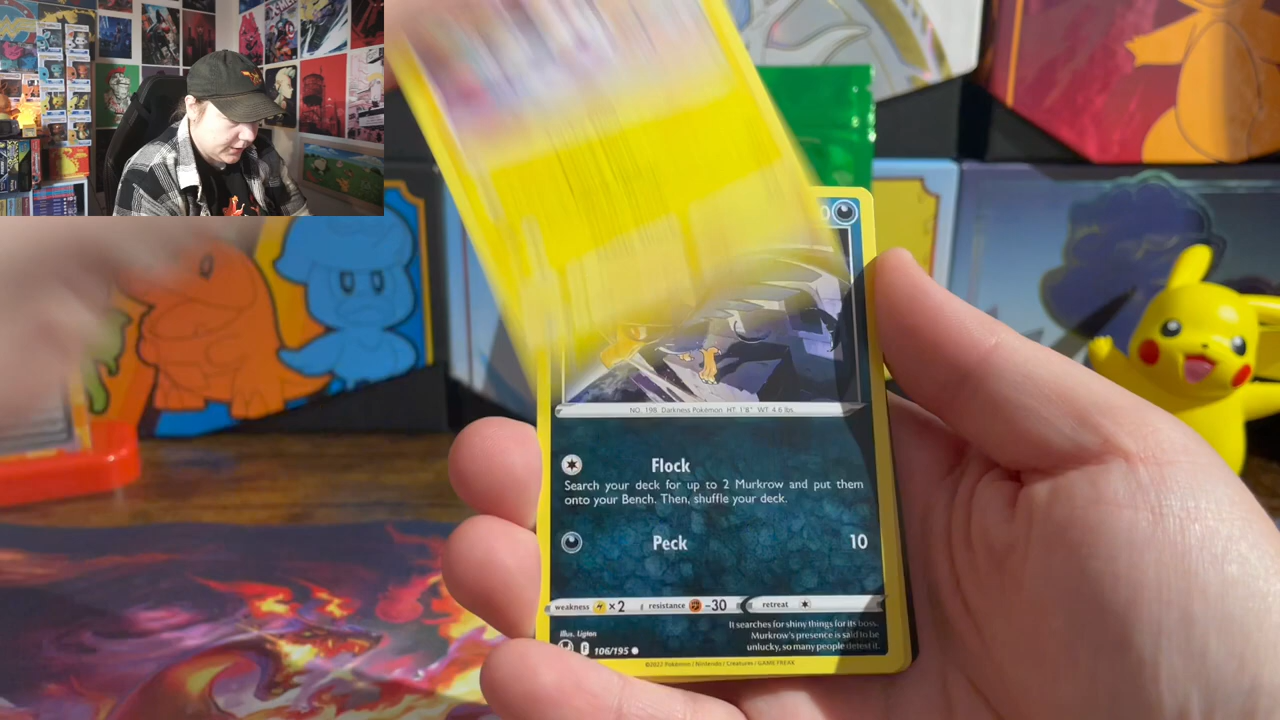 0
NO. 198 Darkness Pokémon HT: 1'8" WT: 4.6 lbs.
Flock
Search your deck for up to 2 Murkrow and put them
onto your Bench. Then, shuffle your deck.
Peck 10
weakness ×2 resistance -30 retreat
It searches for shiny things for its boss.
Illus. Ligton
Murkrow's presence is said to be
F 106/195
unlucky, so many people detest it.
©2022 Pokémon / Nintendo / Creatures / GAME FREAK